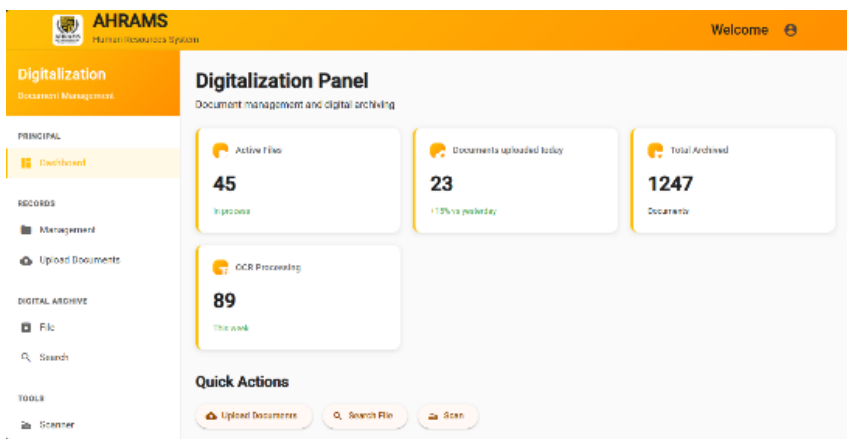 AHRAMS
Human Resources System
Welcome
Digitalization
Document Management
Digitalization Panel
Document management and digital archiving
PRINCIPAL
Dashboard
RECORDS
Management
Upload Documents
DIGITAL ARCHIVE
File
Search
TOOLS
Scanner
Active Files
45
In process
Documents uploaded today
23
+15% vs yesterday
Total Archived
1247
Documents
OCR Processing
89
This week
Quick Actions
Upload Documents
Search File
Scan